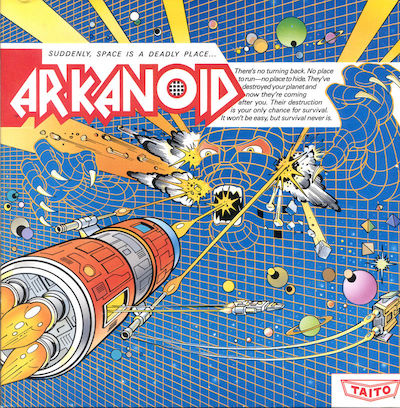 SUDDENLY, SPACE IS A DEADLY PLACE...
ARKANOID
There's no turning back. No place
to run—no place to hide. They've
destroyed your planet and
now they're coming
after you. Their destruction
is your only chance for survival.
It won't be easy, but survival never is.
TAITO